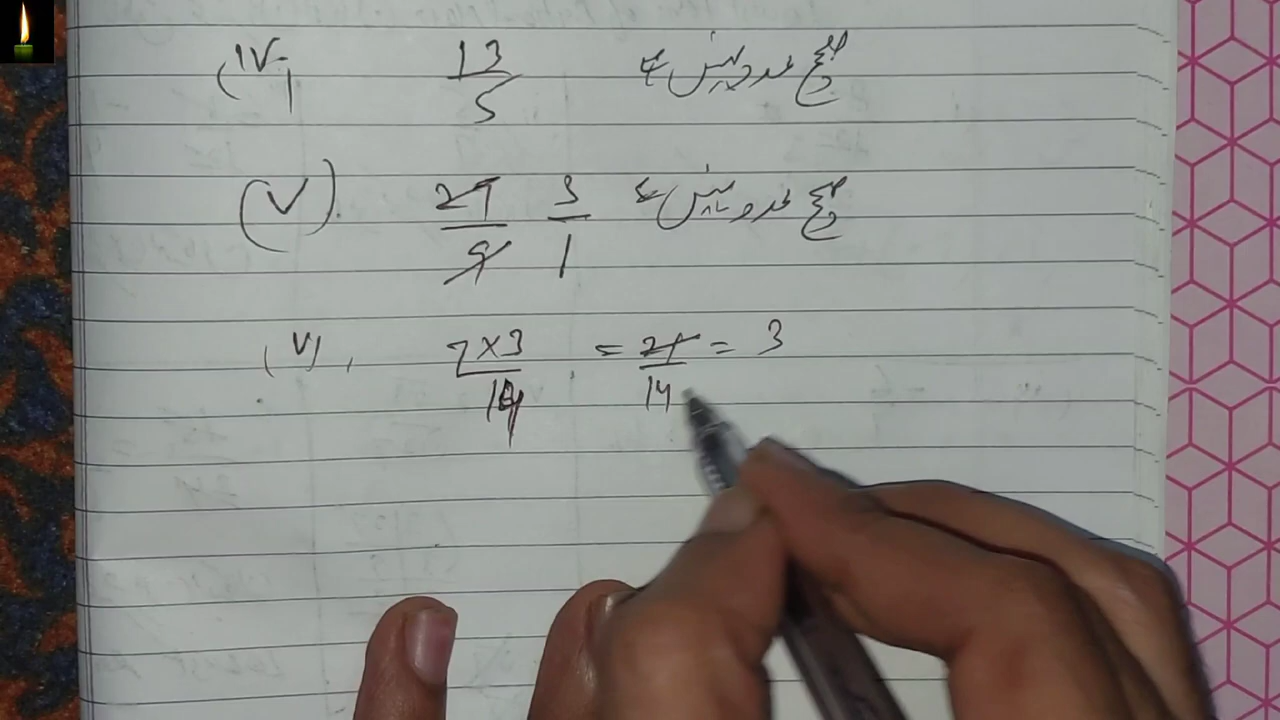 (IV) 13/5 صحیح عدد نہیں ہے
(V) 27/9 3/1 صحیح عدد نہیں ہے
(V) 7×3/14 = 21/14 = 3